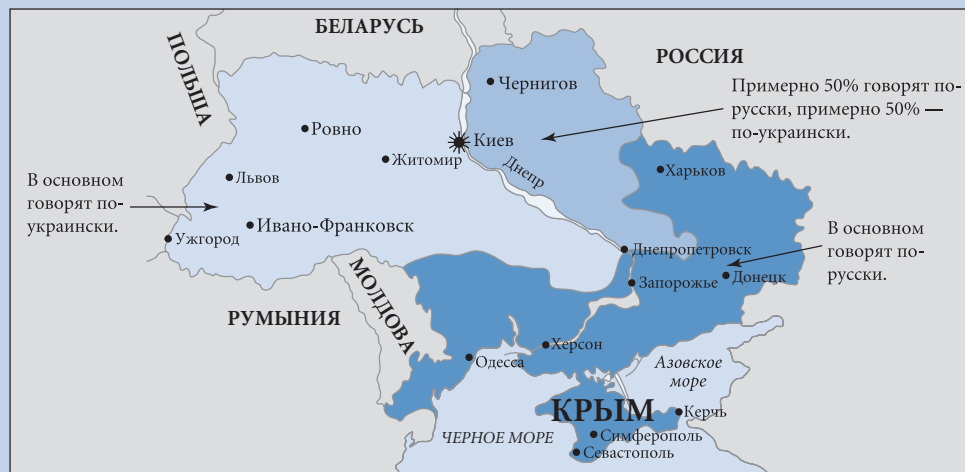 БЕЛАРУСЬ
ПОЛЬША
РОССИЯ
Чернигов
Примерно 50% говорят по-
русски, примерно 50% —
по-украински.
Ровно
Киев
Житомир
Днепр
Харьков
Львов
В основном
говорят по-
украински.
Ивано-Франковск
Ужгород
В основном
говорят по-
русски.
Днепропетровск
Донецк
Запорожье
МОЛДОВА
РУМЫНИЯ
Херсон
Одесса
Азовское
море
КРЫМ
Керчь
ЧЕРНОЕ МОРЕ
Симферополь
Севастополь